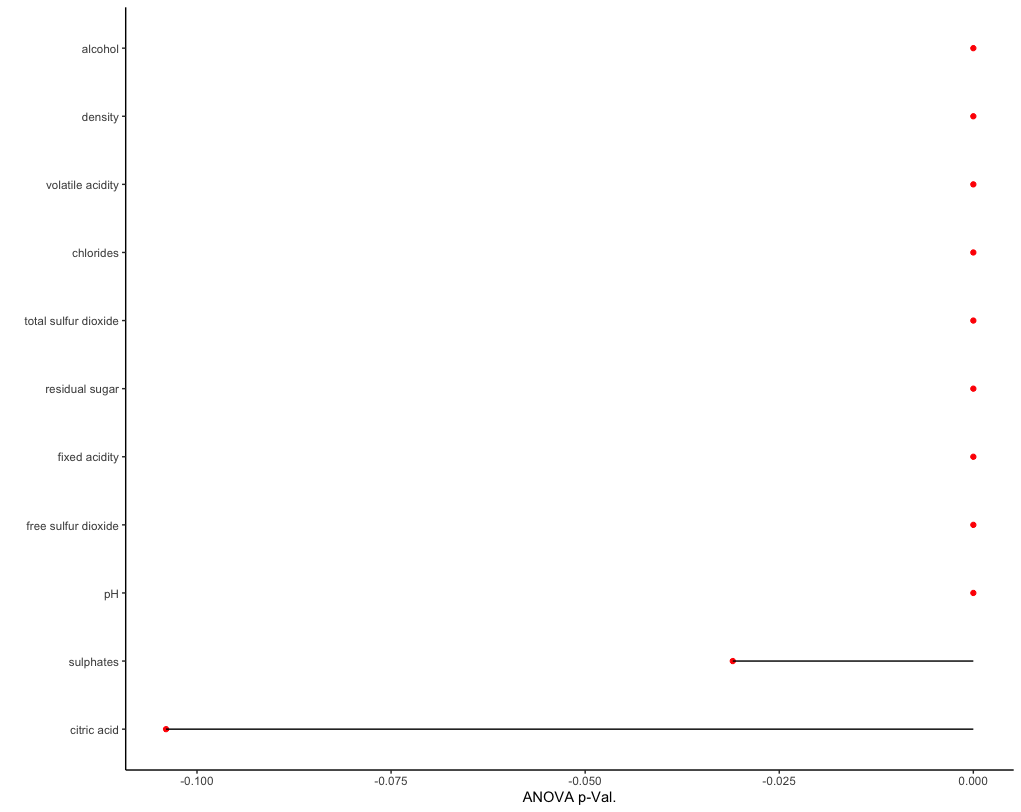 alcohol
density
volatile acidity
chlorides
total sulfur dioxide
residual sugar
fixed acidity
free sulfur dioxide
pH
sulphates
citric acid
-0.100 -0.075 -0.050 -0.025 0.000
ANOVA p-Val.